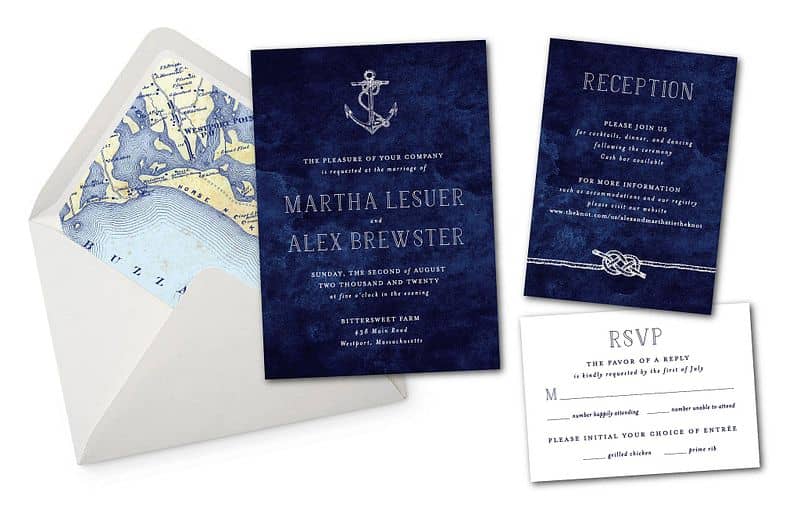 WESTPORT POIN
HORSE N
BUZZA
THE PLEASURE OF YOUR COMPANY
is requested at the marriage of
MARTHA LESUER
and
ALEX BREWSTER
SUNDAY, THE SECOND of AUGUST
TWO THOUSAND and TWENTY
at five o'clock in the evening
BITTERSWEET FARM
438 Main Road
Westport, Massachusetts
RECEPTION
PLEASE JOIN US
for cocktails, dinner, and dancing
following the ceremony
Cash bar available
FOR MORE INFORMATION
such as accommodations and our registry
please visit our website
www.theknot.us/alexandmarthatietheknot
RSVP
THE FAVOR OF A REPLY
is kindly requested by the first of July
M
number happily attending number unable to attend
PLEASE INITIAL YOUR CHOICE OF ENTRÉE
grilled chicken prime rib